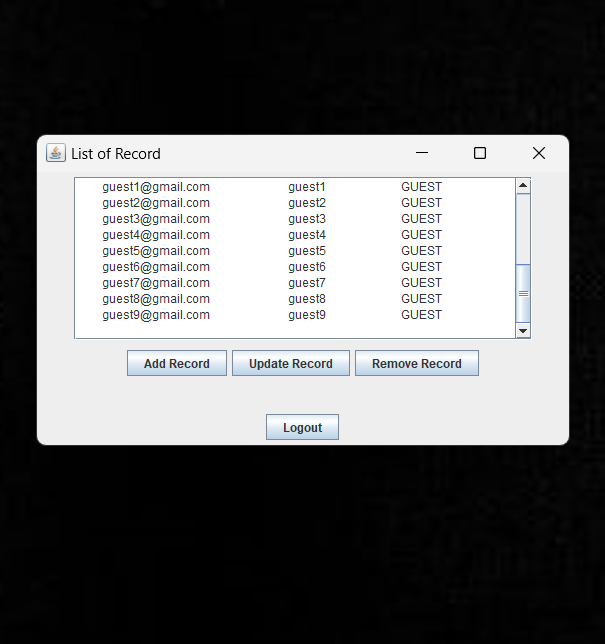 List of Record
guest1@gmail.com guest1 GUEST
guest2@gmail.com guest2 GUEST
guest3@gmail.com guest3 GUEST
guest4@gmail.com guest4 GUEST
guest5@gmail.com guest5 GUEST
guest6@gmail.com guest6 GUEST
guest7@gmail.com guest7 GUEST
guest8@gmail.com guest8 GUEST
guest9@gmail.com guest9 GUEST
Add Record Update Record Remove Record
Logout